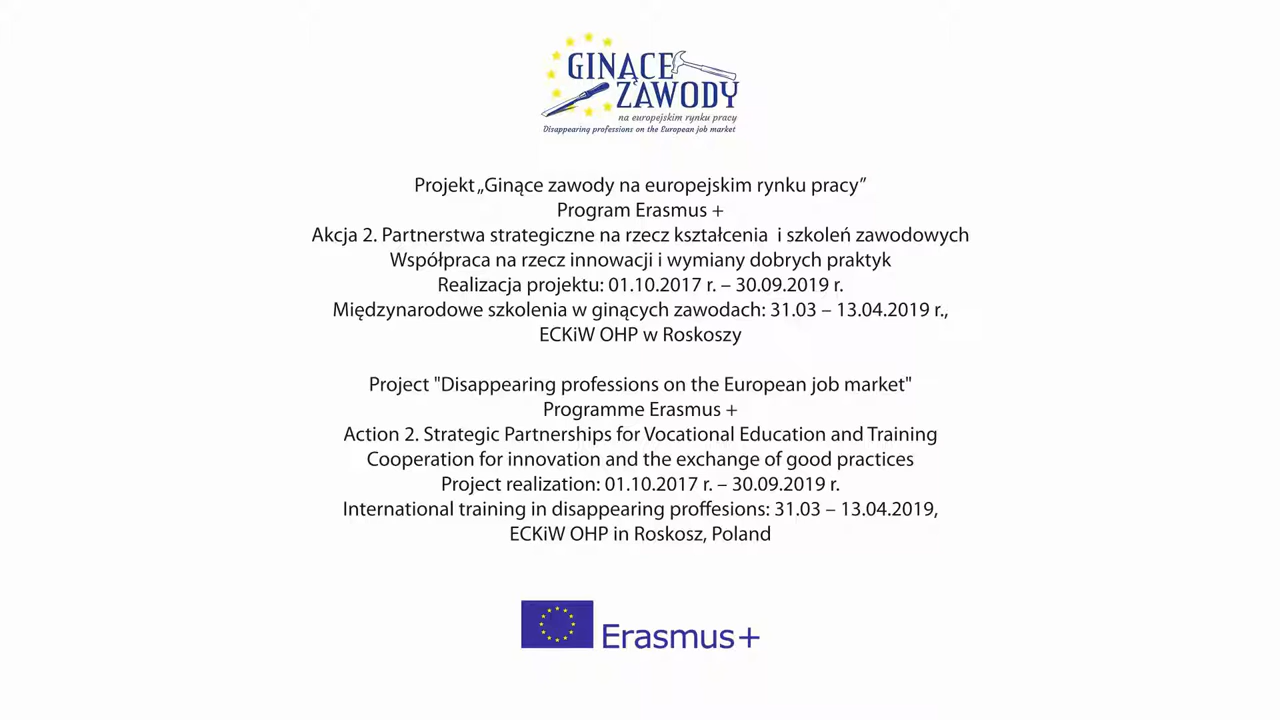 GINĄCE
ZAWODY
na europejskim rynku pracy
Disappearing professions on the European job market
Projekt „Ginące zawody na europejskim rynku pracy”
Program Erasmus +
Akcja 2. Partnerstwa strategiczne na rzecz kształcenia i szkoleń zawodowych
Współpraca na rzecz innowacji i wymiany dobrych praktyk
Realizacja projektu: 01.10.2017 r. – 30.09.2019 r.
Międzynarodowe szkolenia w ginących zawodach: 31.03 – 13.04.2019 r.,
ECKiW OHP w Roskoszy
Project "Disappearing professions on the European job market"
Programme Erasmus +
Action 2. Strategic Partnerships for Vocational Education and Training
Cooperation for innovation and the exchange of good practices
Project realization: 01.10.2017 r. – 30.09.2019 r.
International training in disappearing proffesions: 31.03 – 13.04.2019,
ECKiW OHP in Roskosz, Poland
Erasmus+